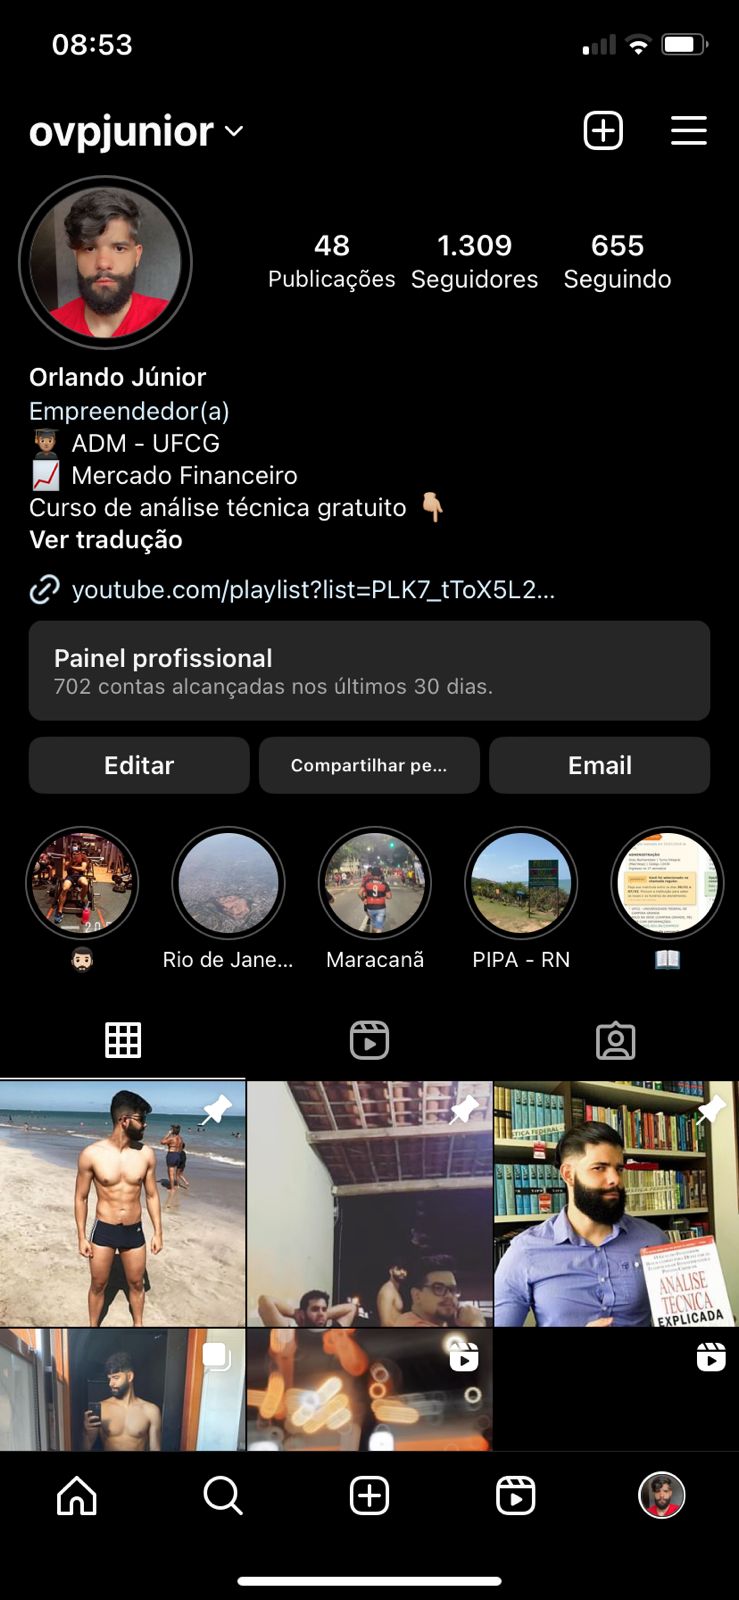 08:53
ovpjunior
48
Publicações
1.309
Seguidores
655
Seguindo
Orlando Júnior
Empreendedor(a)
ADM - UFCG
Mercado Financeiro
Curso de análise técnica gratuito
Ver tradução
youtube.com/playlist?list=PLK7_tToX5L2...
Painel profissional
702 contas alcançadas nos últimos 30 dias.
Editar
Compartilhar pe...
Email
ADMINISTRAÇÃO
Rio de Jane...
Maracanã
PIPA - RN
ANÁLISE
TÉCNICA
EXPLICADA